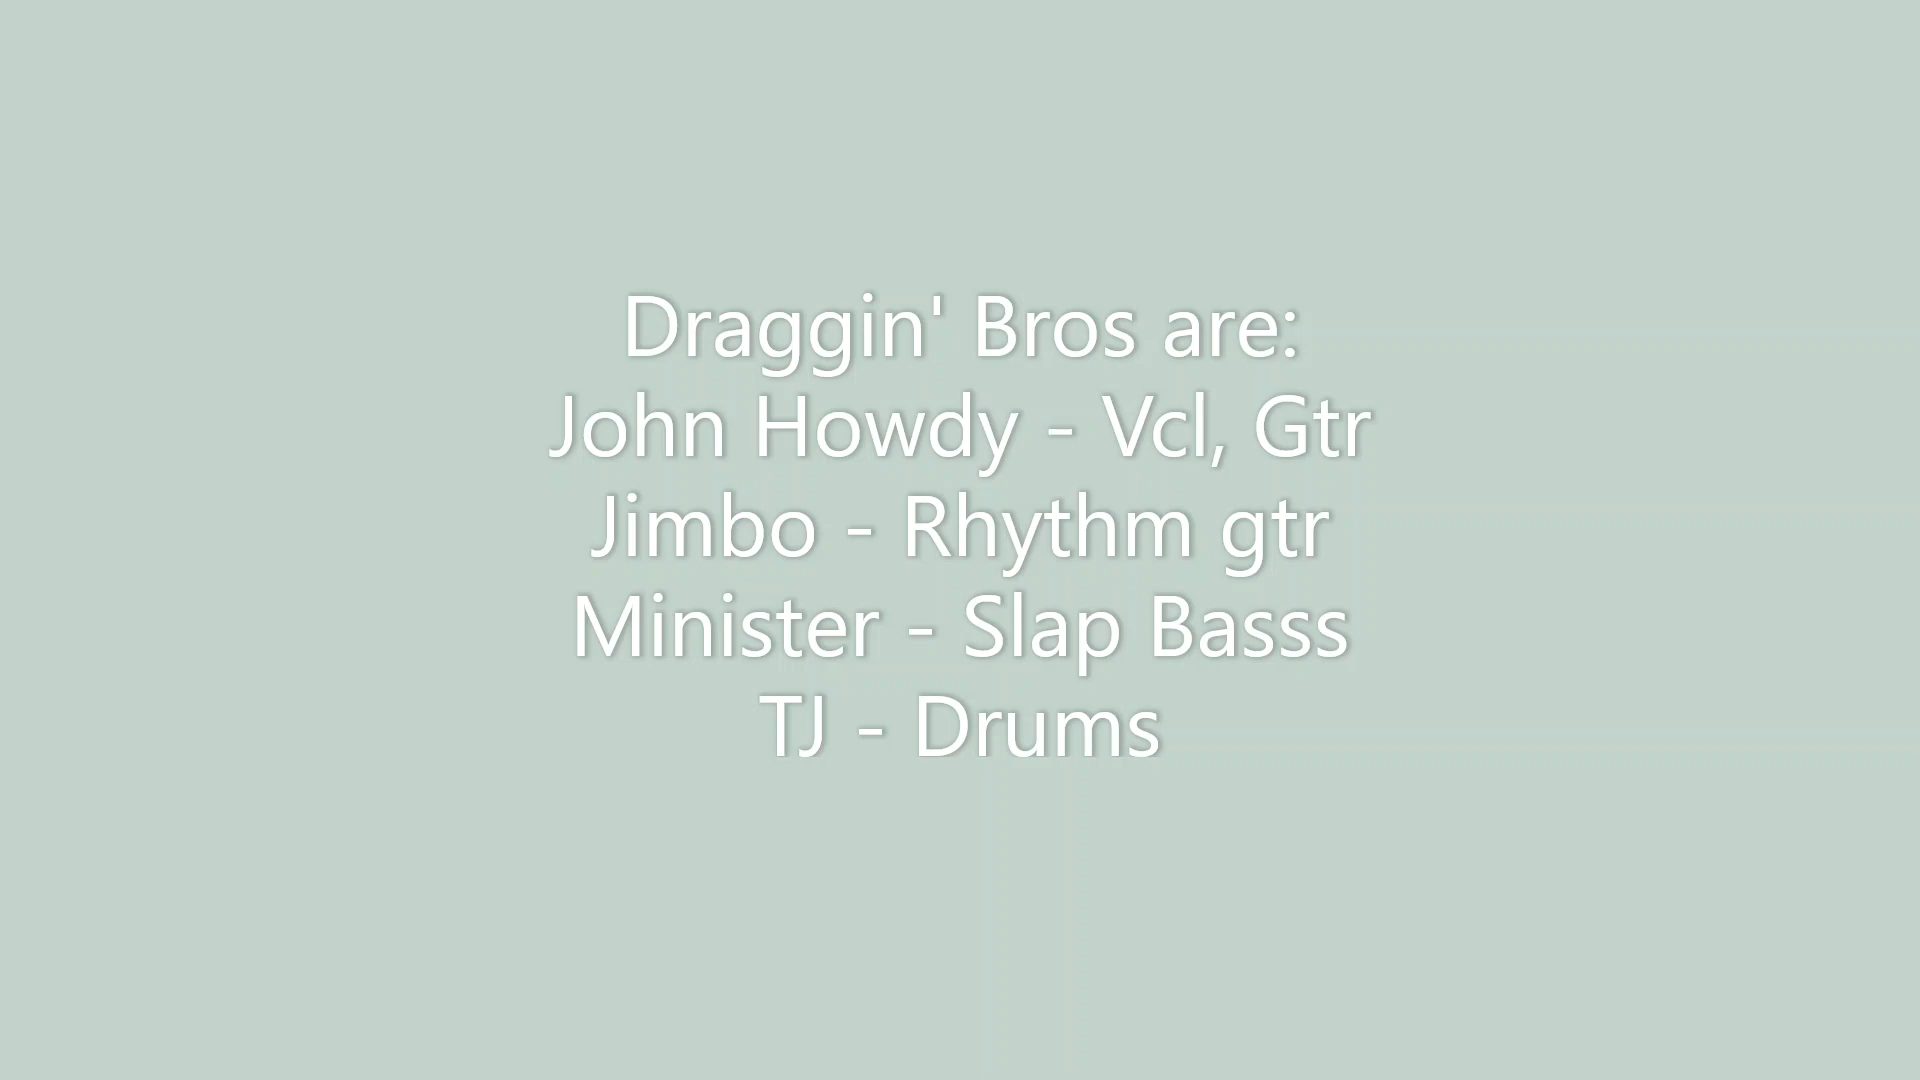 Draggin' Bros are:
John Howdy - Vcl, Gtr
Jimbo - Rhythm gtr
Minister - Slap Basss
TJ - Drums